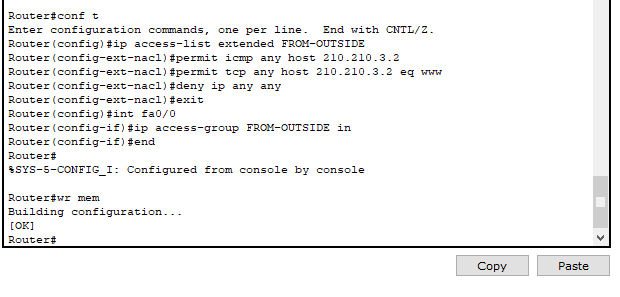 Router#conf t
Enter configuration commands, one per line.  End with CNTL/Z.
Router(config)#ip access-list extended FROM-OUTSIDE
Router(config-ext-nacl)#permit icmp any host 210.210.3.2
Router(config-ext-nacl)#permit tcp any host 210.210.3.2 eq www
Router(config-ext-nacl)#deny ip any any
Router(config-ext-nacl)#exit
Router(config)#int fa0/0
Router(config-if)#ip access-group FROM-OUTSIDE in
Router(config-if)#end
Router#
%SYS-5-CONFIG_I: Configured from console by console
Router#wr mem
Building configuration...
[OK]
Router#
Copy Paste